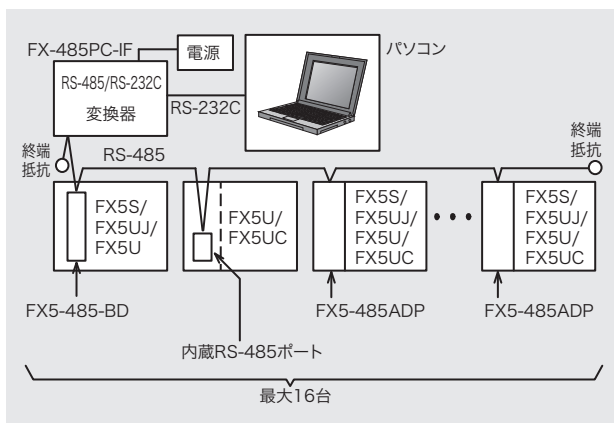 FX-485PC-IF
電源
パソコン
RS-485/RS-232C
変換器
RS-232C
終端
抵抗
RS-485
終端
抵抗
FX5S/
FX5UJ/
FX5U
FX5U/
FX5UC
FX5S/
FX5UJ/
FX5U/
FX5UC
FX5S/
FX5UJ/
FX5U/
FX5UC
FX5-485-BD
FX5-485ADP
FX5-485ADP
内蔵RS-485ポート
最大16台